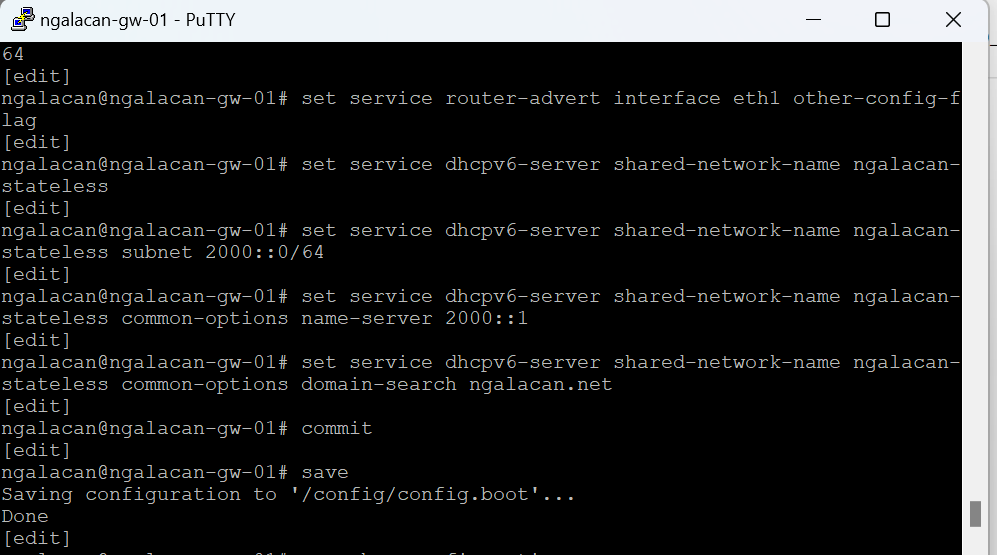 ngalacan-gw-01 - PuTTY
64
[edit]
ngalacan@ngalacan-gw-01# set service router-advert interface eth1 other-config-f
lag
[edit]
ngalacan@ngalacan-gw-01# set service dhcpv6-server shared-network-name ngalacan-
stateless
[edit]
ngalacan@ngalacan-gw-01# set service dhcpv6-server shared-network-name ngalacan-
stateless subnet 2000::0/64
[edit]
ngalacan@ngalacan-gw-01# set service dhcpv6-server shared-network-name ngalacan-
stateless common-options name-server 2000::1
[edit]
ngalacan@ngalacan-gw-01# set service dhcpv6-server shared-network-name ngalacan-
stateless common-options domain-search ngalacan.net
[edit]
ngalacan@ngalacan-gw-01# commit
[edit]
ngalacan@ngalacan-gw-01# save
Saving configuration to '/config/config.boot'...
Done
[edit]